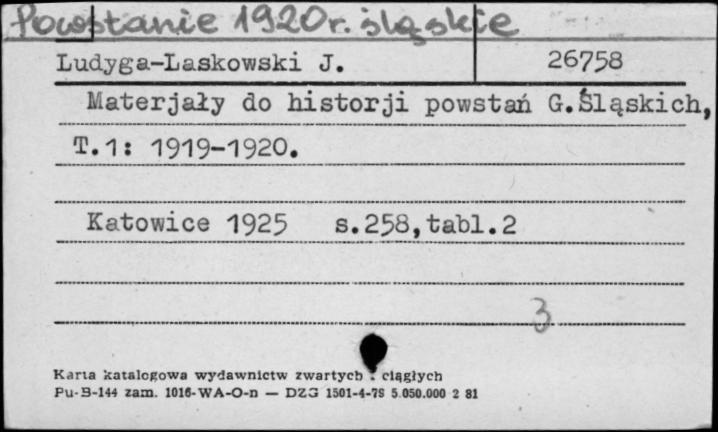 Powstanie 1920r. śląskie
Ludyga-Laskowski J. 26758
Materjały do historji powstań G.Śląskich,
T.1: 1919-1920.
Katowice 1925 s.258,tabl.2
3
Karta katalogowa wydawnictw zwartych i ciągłych
Pu-B-144 zam. 1016-WA-O-n — DZG 1501-4-78 5.050.000 2 81